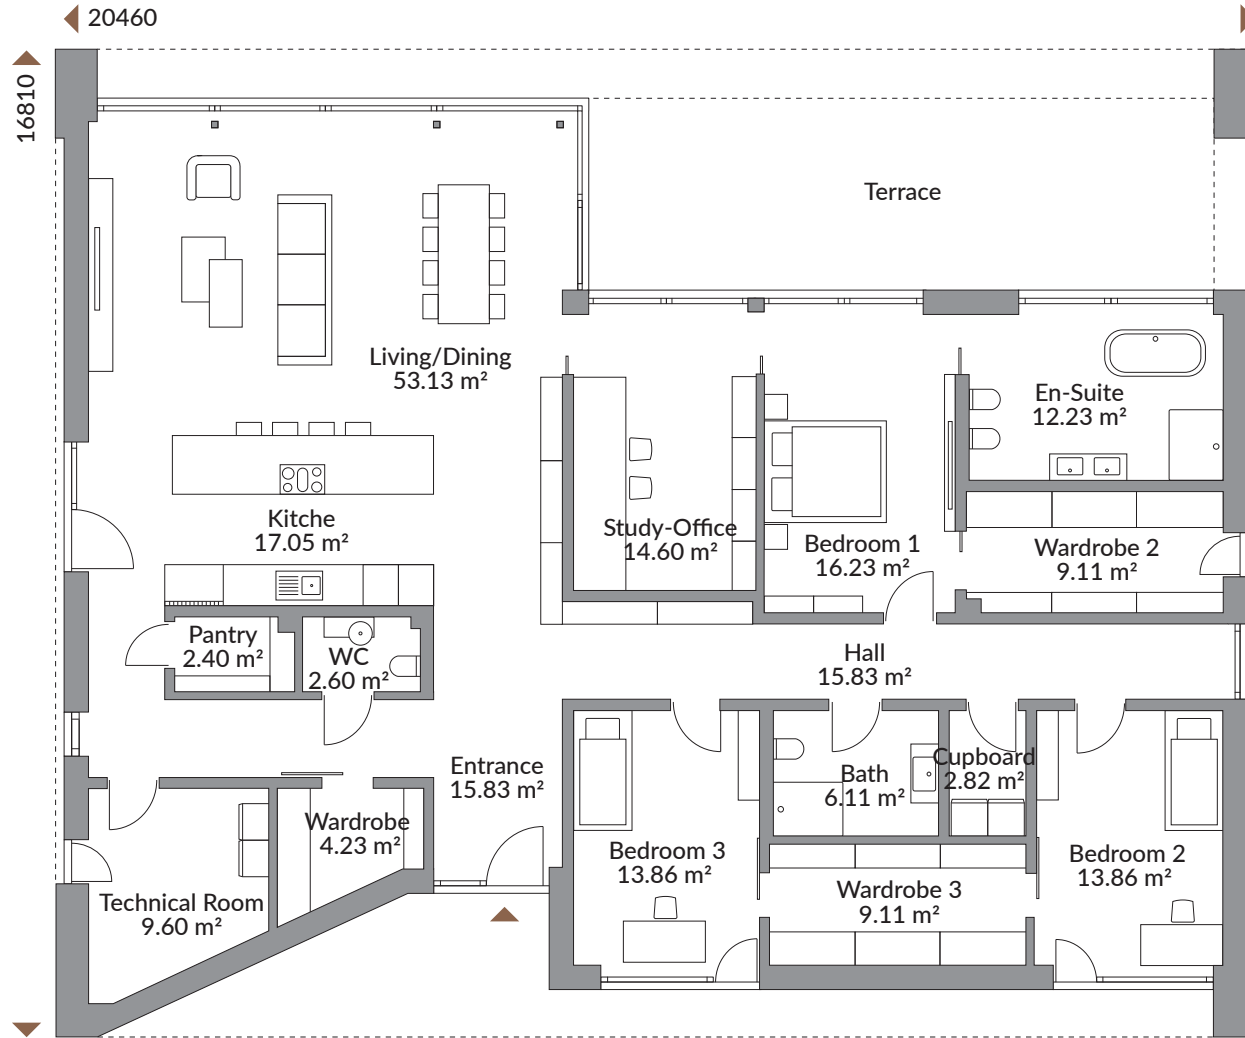 20460
16810
Terrace
Living/Dining
53.13 m²
En-Suite
12.23 m²
Kitche
17.05 m²
Study-Office
14.60 m²
Bedroom 1
16.23 m²
Wardrobe 2
9.11 m²
Pantry
2.40 m²
WC
2.60 m²
Hall
15.83 m²
Entrance
15.83 m²
Bath
6.11 m²
Cupboard
2.82 m²
Wardrobe
4.23 m²
Bedroom 3
13.86 m²
Bedroom 2
13.86 m²
Wardrobe 3
9.11 m²
Technical Room
9.60 m²